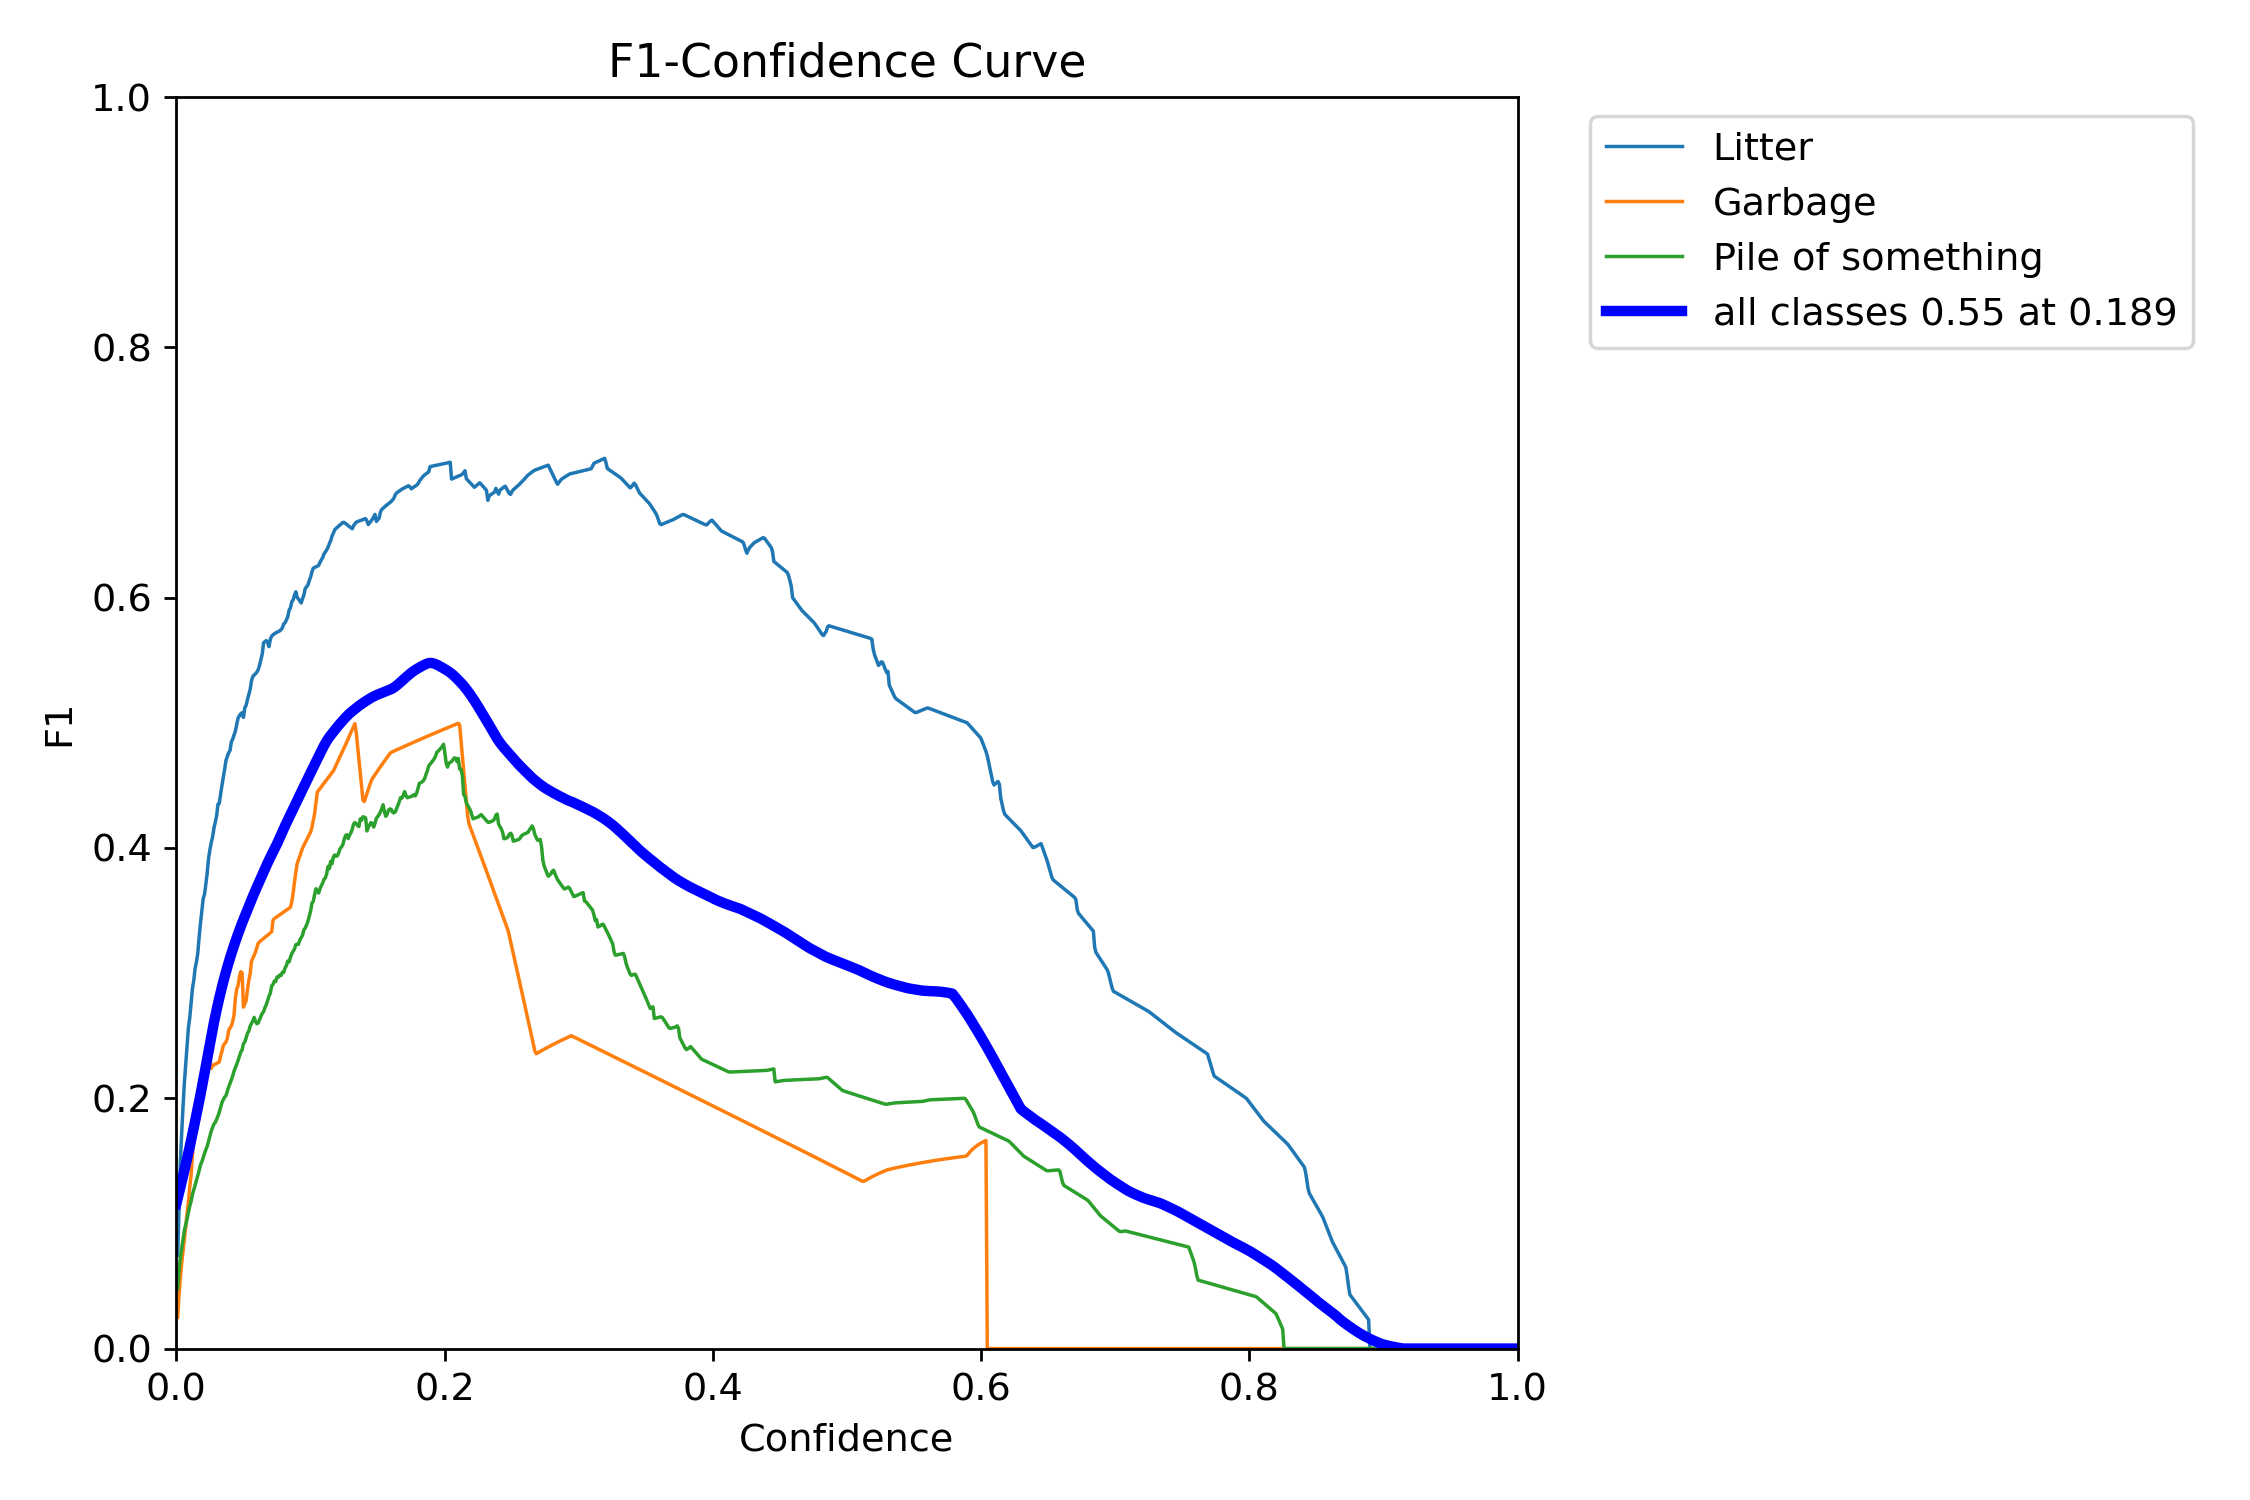 F1-Confidence Curve
1.0
0.8
0.6
0.4
0.2
0.0
F1
0.0 0.2 0.4 0.6 0.8 1.0
Confidence
Litter
Garbage
Pile of something
all classes 0.55 at 0.189